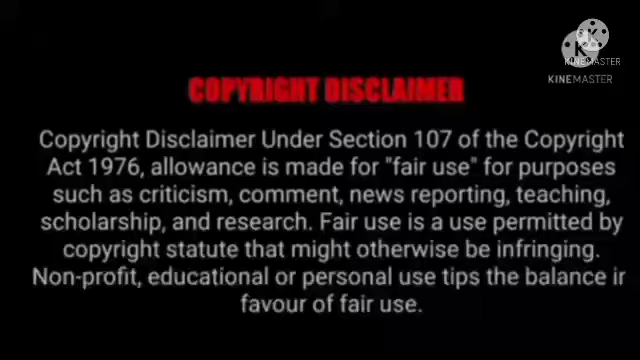 KINEMASTER
KINEMASTER
COPYRIGHT DISCLAIMER
Copyright Disclaimer Under Section 107 of the Copyright
Act 1976, allowance is made for "fair use" for purposes
such as criticism, comment, news reporting, teaching,
scholarship, and research. Fair use is a use permitted by
copyright statute that might otherwise be infringing.
Non-profit, educational or personal use tips the balance ir
favour of fair use.